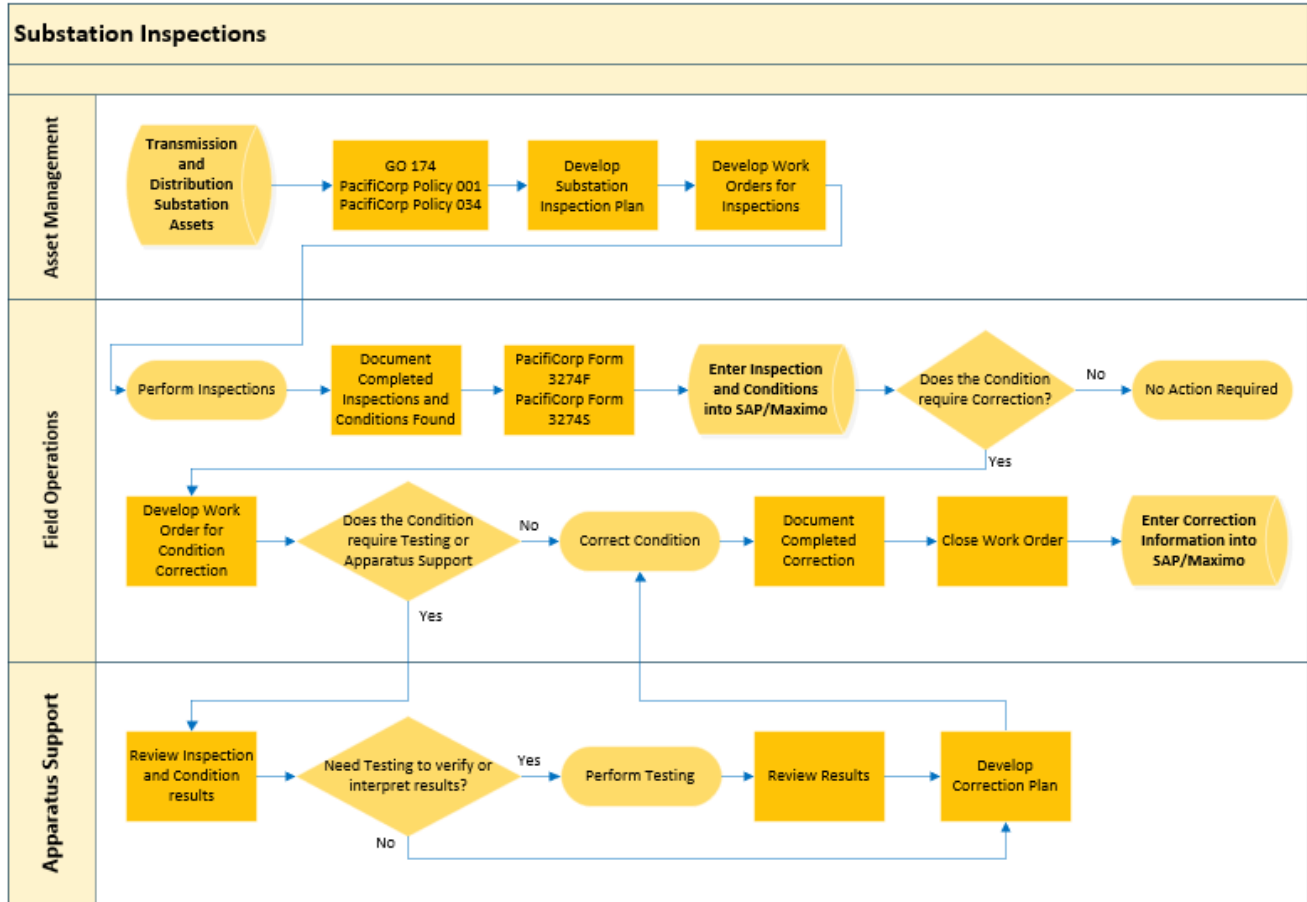 Substation Inspections
Asset Management
Transmission
and
Distribution
Substation
Assets
GO 174
PacifiCorp Policy 001
PacifiCorp Policy 034
Develop
Substation
Inspection Plan
Develop Work
Orders for
Inspections
Field Operations
Perform Inspections
Document
Completed
Inspections and
Conditions Found
PacifiCorp Form
3274F
PacifiCorp Form
3274S
Enter Inspection
and Conditions
into SAP/Maximo
Does the Condition
require Correction?
No
No Action Required
Yes
Develop Work
Order for
Condition
Correction
Does the Condition
require Testing or
Apparatus Support
No
Correct Condition
Document
Completed
Correction
Close Work Order
Enter Correction
Information into
SAP/Maximo
Yes
Apparatus Support
Review Inspection
and Condition
results
Need Testing to verify or
interpret results?
Yes
Perform Testing
Review Results
Develop
Correction Plan
No